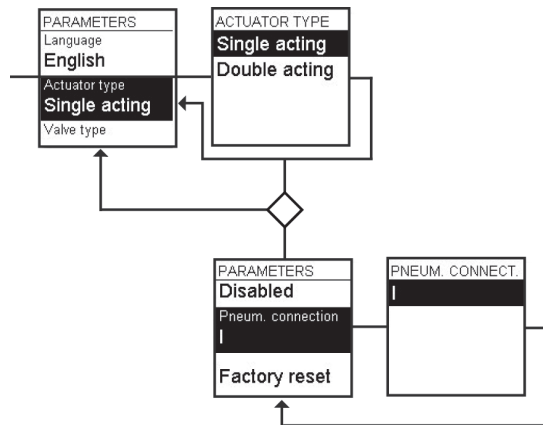 PARAMETERS
Language
English
Actuator type
Single acting
Valve type
ACTUATOR TYPE
Single acting
Double acting
PARAMETERS
Disabled
Pneum. connection
I
Factory reset
PNEUM. CONNECT.
I